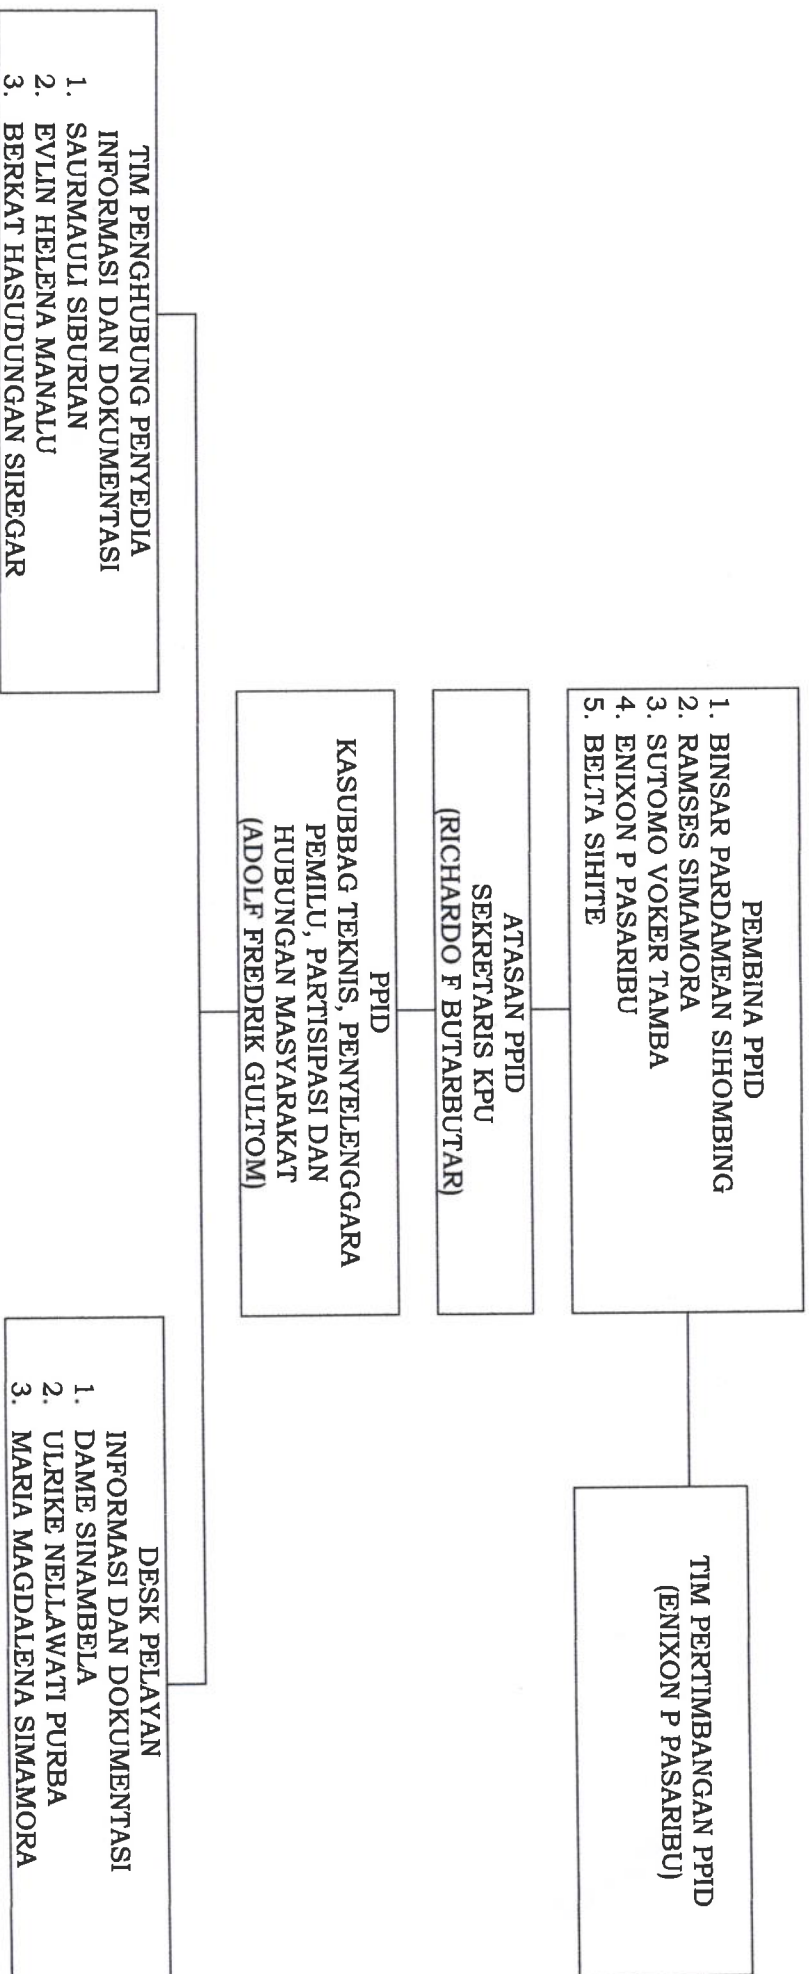 PEMBINA PPID
1. BINSAR PARDAMEAN SIHOMBING
2. RAMSES SIMAMORA
3. SUTOMO VOKER TAMBA
4. ENIXON P PASARIBU
5. BELTA SIHITE
TIM PERTIMBANGAN PPID
(ENIXON P PASARIBU)
ATASAN PPID
SEKRETARIS KPU
(RICHARDO F BUTARBUTAR)
PPID
KASUBBAG TEKNIS, PENYELENGGARA
PEMILU, PARTISIPASI DAN
HUBUNGAN MASYARAKAT
(ADOLF FREDRIK GULTOM)
TIM PENGHUBUNG PENYEDIA
INFORMASI DAN DOKUMENTASI
1. SAURMAULI SIBURIAN
2. EVLIN HELENA MANALU
3. BERKAT HASUDUNGAN SIREGAR
DESK PELAYAN
INFORMASI DAN DOKUMENTASI
1. DAME SINAMBELA
2. ULRIKE NELLAWATI PURBA
3. MARIA MAGDALENA SIMAMORA